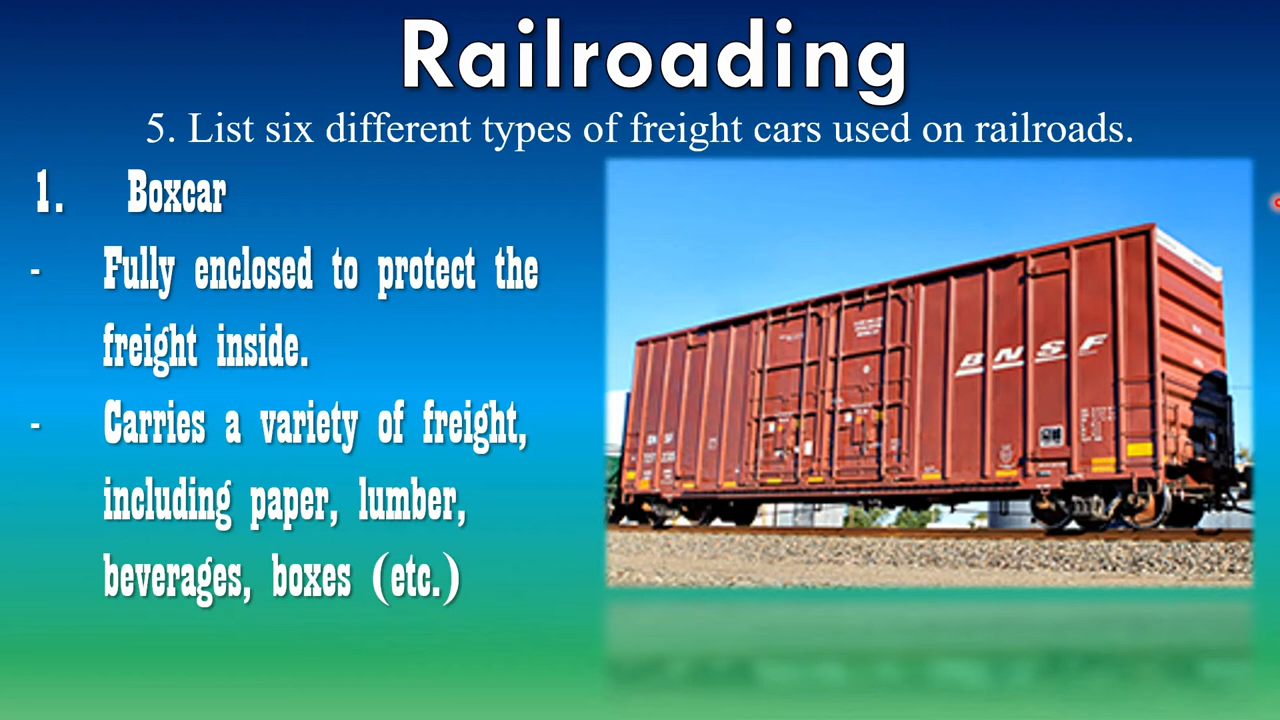 Railroading
5. List six different types of freight cars used on railroads.
1. Boxcar
- Fully enclosed to protect the
freight inside.
- Carries a variety of freight,
including paper, lumber,
beverages, boxes (etc.)
BNSF